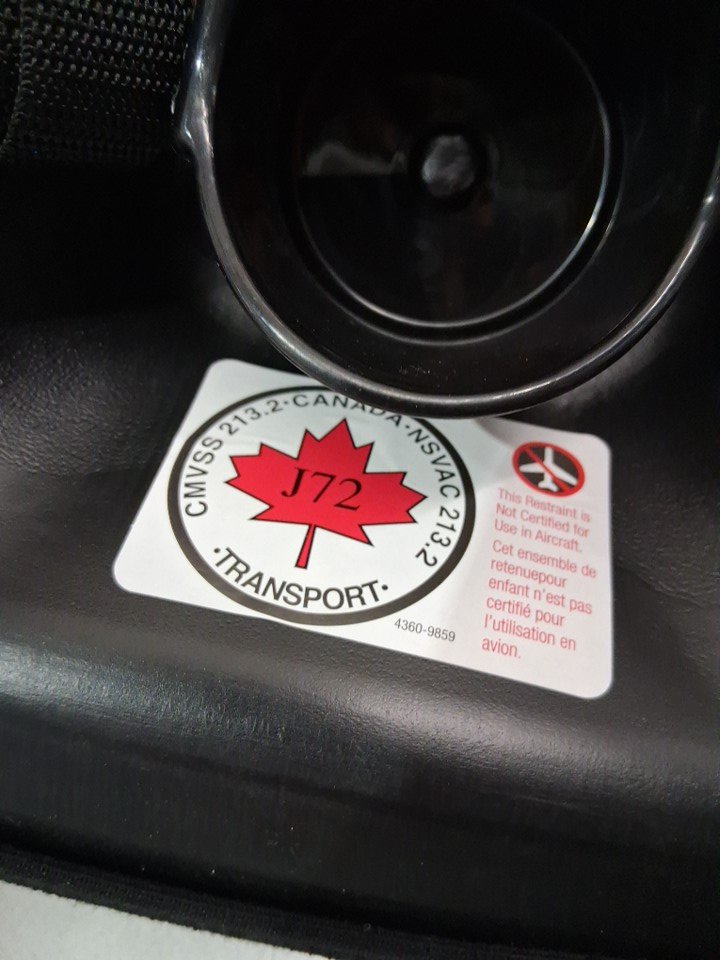 CMVSS 213.2·CANADA·NSVAC 213.2
J72
·TRANSPORT·
4360-9859
This Restraint is
Not Certified for
Use in Aircraft.
Cet ensemble de
retenuepour
enfant n'est pas
certifié pour
l'utilisation en
avion.